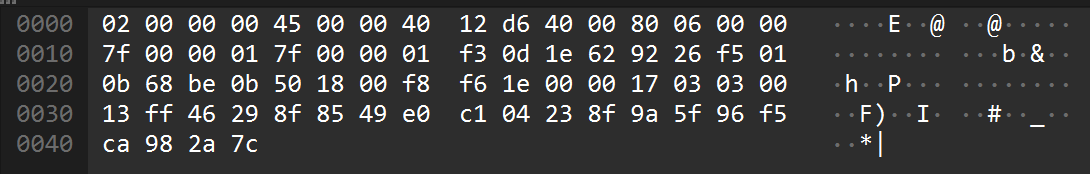 0000 02 00 00 00 45 00 00 40 12 d6 40 00 80 06 00 00 ····E··@ ··@·····
0010 7f 00 00 01 7f 00 00 01 f3 0d 1e 62 92 26 f5 01 ········ ···b·&··
0020 0b 68 be 0b 50 18 00 f8 f6 1e 00 00 17 03 03 00 ·h··P··· ········
0030 13 ff 46 29 8f 85 49 e0 c1 04 23 8f 9a 5f 96 f5 ··F)··I· ··#··_··
0040 ca 98 2a 7c ··*|